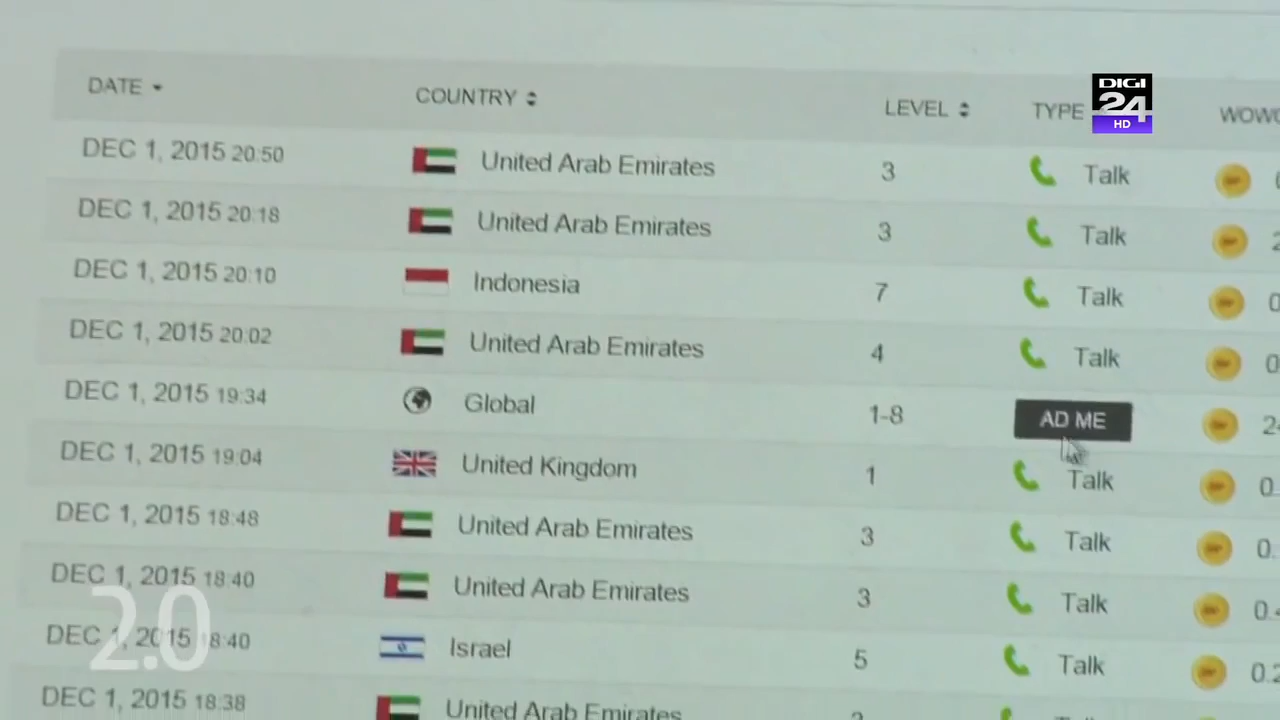 DATE COUNTRY LEVEL TYPE
DIGI
24
HD
DEC 1, 2015 20:50 United Arab Emirates 3 Talk
DEC 1, 2015 20:18 United Arab Emirates 3 Talk
DEC 1, 2015 20:10 Indonesia 7 Talk
DEC 1, 2015 20:02 United Arab Emirates 4 Talk
DEC 1, 2015 19:34 Global 1-8 AD ME
DEC 1, 2015 19:04 United Kingdom 1 Talk
DEC 1, 2015 18:48 United Arab Emirates 3 Talk
DEC 1, 2015 18:40 United Arab Emirates 3 Talk
DEC 1, 2015 18:40 Israel 5 Talk
DEC 1, 2015 18:38 United Arab Emirates
2.0